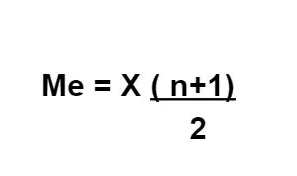 Me = X ( n+1)
2